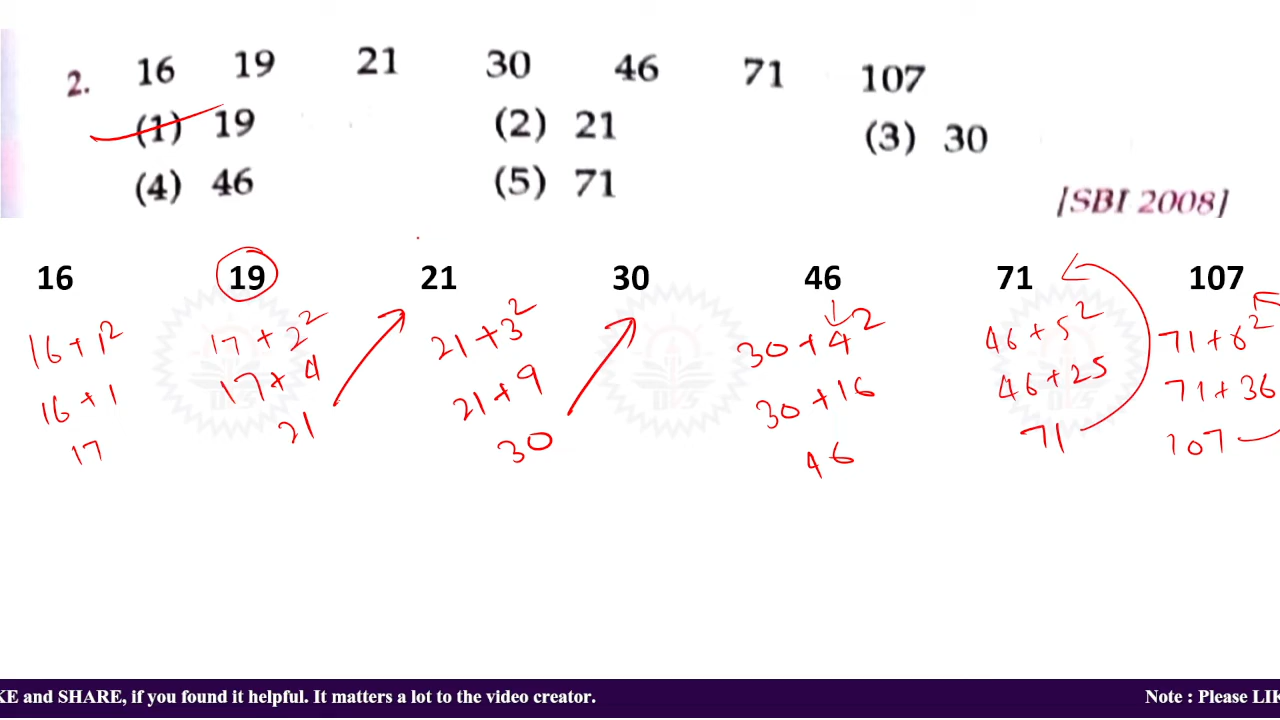 2. 16 19 21 30 46 71 107
(1) 19 (2) 21 (3) 30
(4) 46 (5) 71
[SBI 2008]
16 19 21 30 46 71 107
16+1² 17+2² 21+3² 30+4² 46+5² 71+6²
16+1 17+4 21+9 30+16 46+25 71+36
17 21 30 46 71 107
KE and SHARE, if you found it helpful. It matters a lot to the video creator. Note : Please LIK